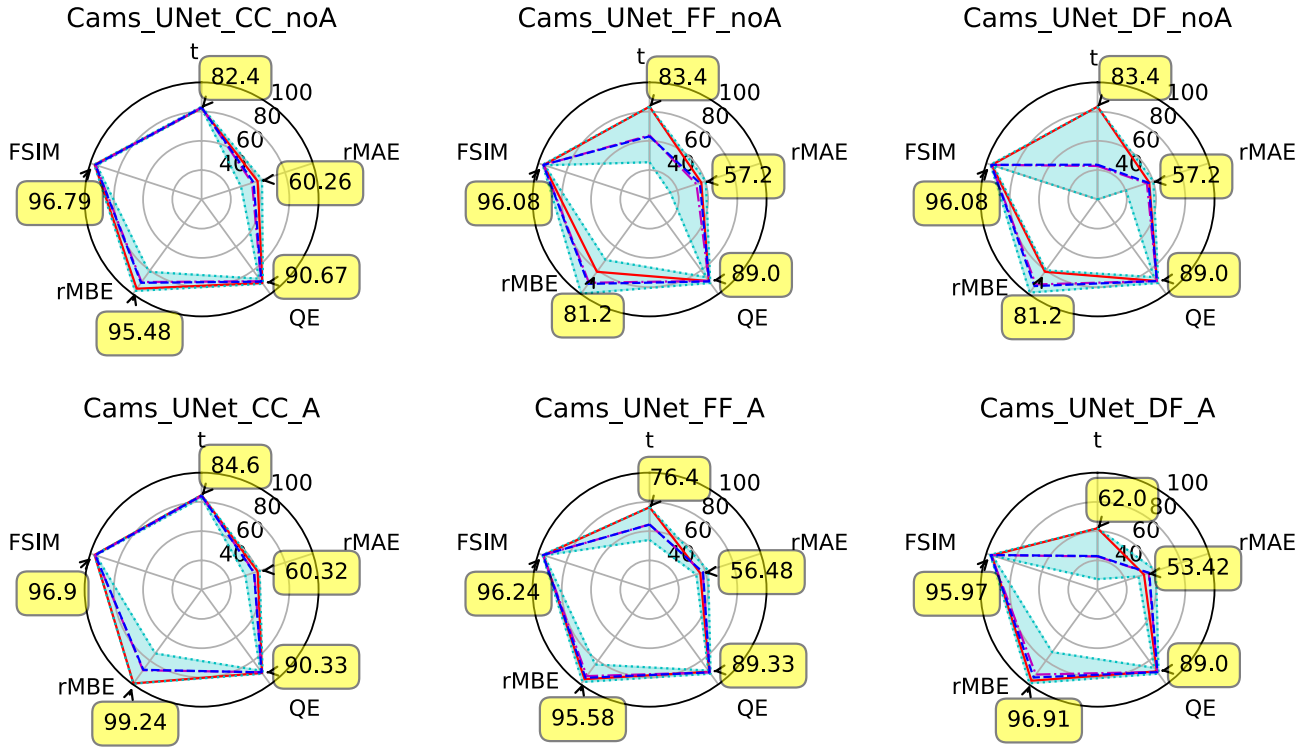 Cams_UNet_CC_noA
t
82.4
100
80
60
40
rMAE
60.26
FSIM
96.79
rMBE
95.48
90.67
QE
Cams_UNet_FF_noA
t
83.4
100
80
60
40
rMAE
57.2
FSIM
96.08
rMBE
81.2
89.0
QE
Cams_UNet_DF_noA
t
83.4
100
80
60
40
rMAE
57.2
FSIM
96.08
rMBE
81.2
89.0
QE
Cams_UNet_CC_A
t
84.6
100
80
60
40
rMAE
60.32
FSIM
96.9
rMBE
99.24
90.33
QE
Cams_UNet_FF_A
t
76.4
100
80
60
40
rMAE
56.48
FSIM
96.24
rMBE
95.58
89.33
QE
Cams_UNet_DF_A
t
62.0
100
80
60
40
rMAE
53.42
FSIM
95.97
rMBE
96.91
89.0
QE